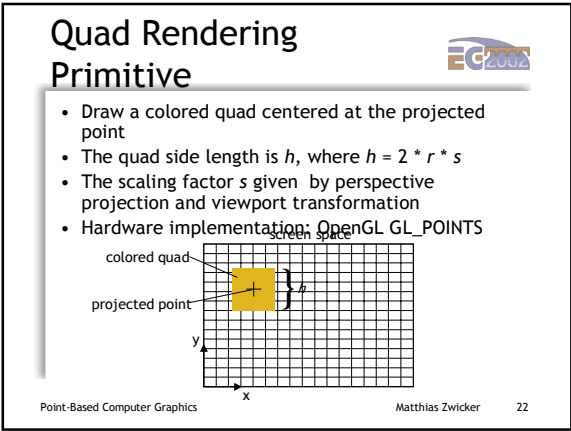 Quad Rendering
Primitive
EG2002
• Draw a colored quad centered at the projected
point
• The quad side length is h, where h = 2 * r * s
• The scaling factor s given by perspective
projection and viewport transformation
• Hardware implementation: OpenGL GL_POINTS
screen space
colored quad
h
projected point
y
x
Point-Based Computer Graphics Matthias Zwicker 22